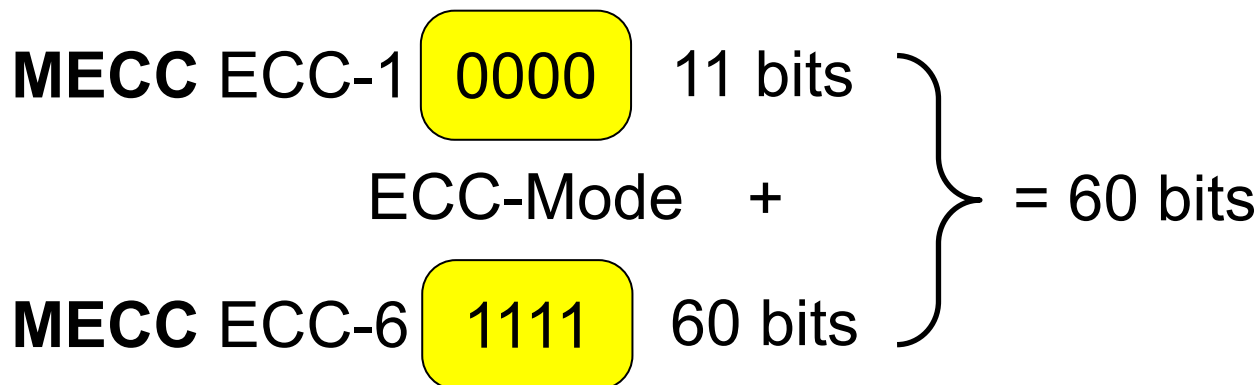 MECC ECC-1 0000 11 bits
ECC-Mode + = 60 bits
MECC ECC-6 1111 60 bits